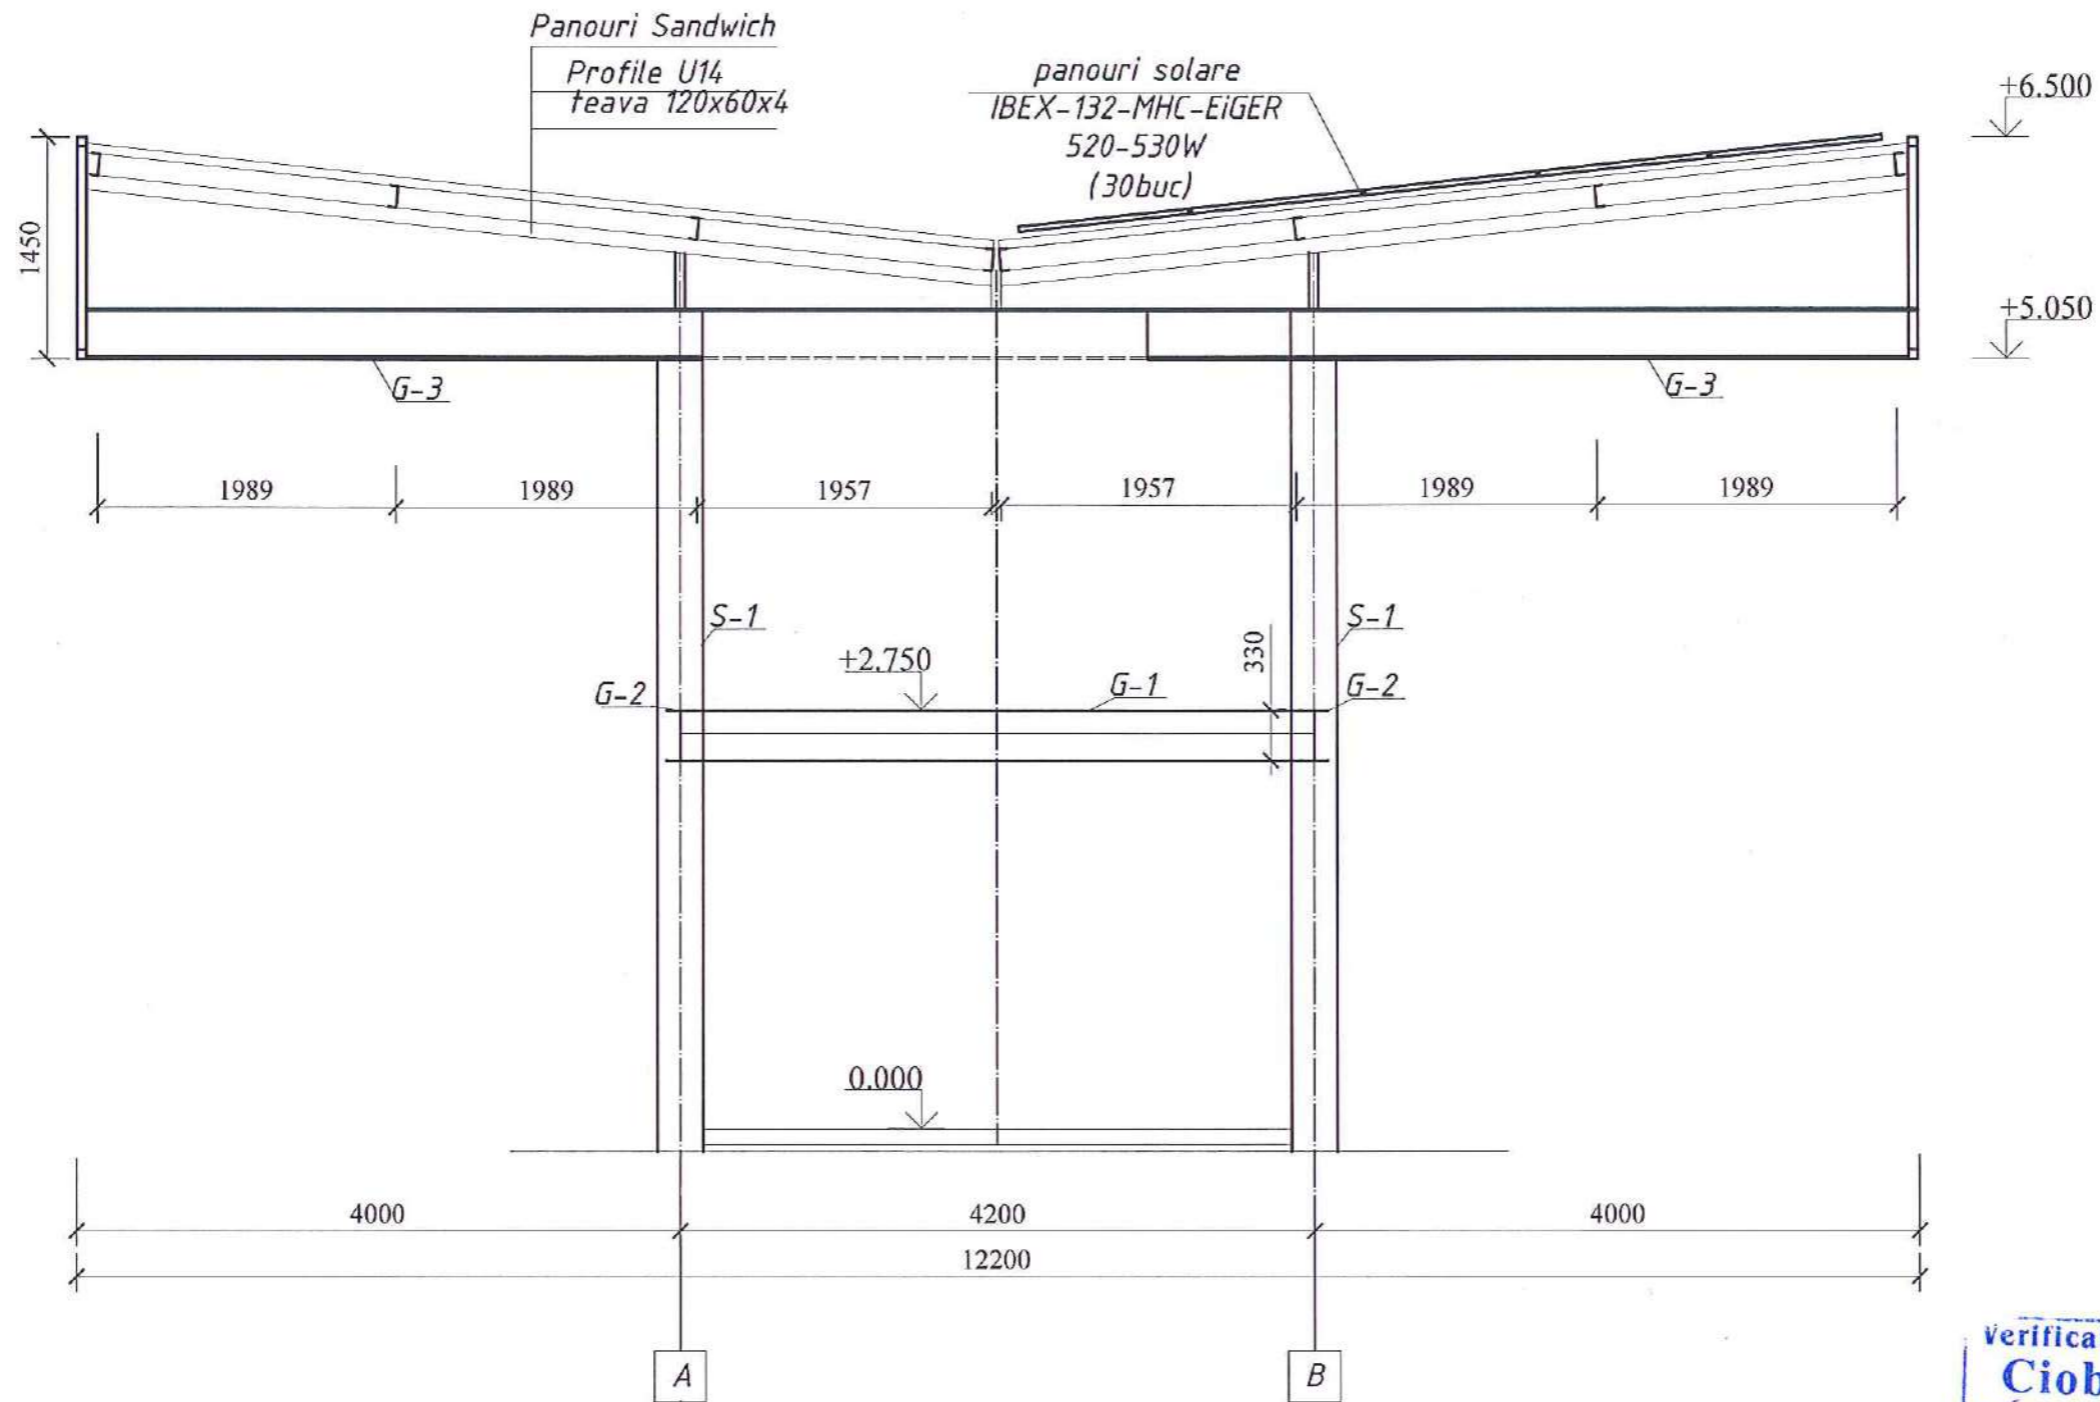 Panouri Sandwich
Profile U14
teava 120x60x4
panouri solare
IBEX-132-MHC-EiGER
520-530W
(30buc)
+6.500
1450
+5.050
G-3
G-3
1989
1989
1957
1957
1989
1989
S-1
S-1
330
+2.750
G-2
G-1
G-2
0.000
4000
4200
4000
12200
A
B
Verifica
Ciob